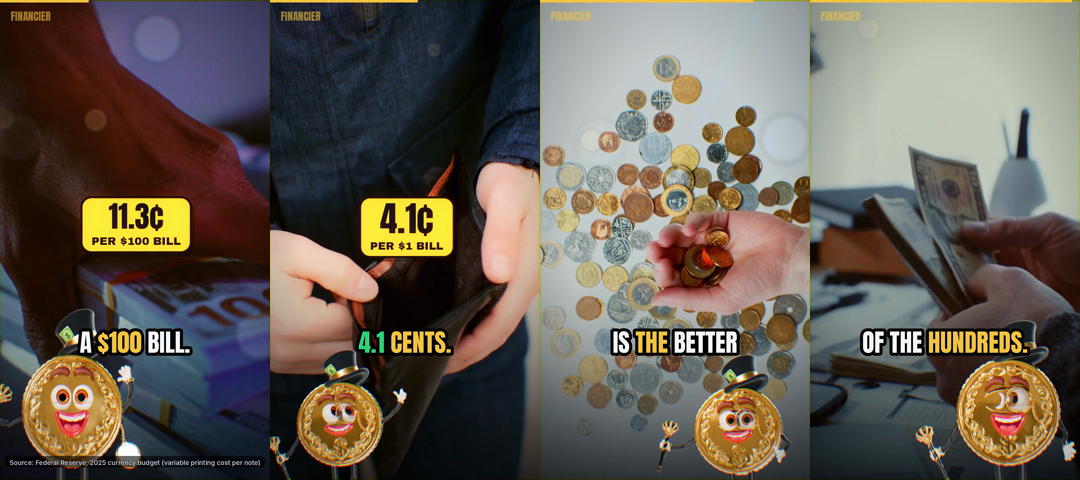 FINANCIER
11.3¢
PER $100 BILL
A $100 BILL.
Source: Federal Reserve, 2025 currency budget (variable printing cost per note)
4.1¢
PER $1 BILL
4.1 CENTS.
FINANCIER
IS THE BETTER
FINANCIER
OF THE HUNDREDS.